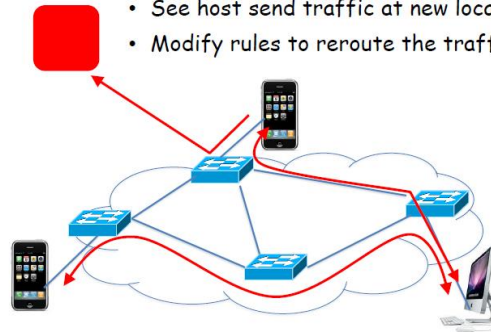 • See host send traffic at new
• Modify rules to reroute the